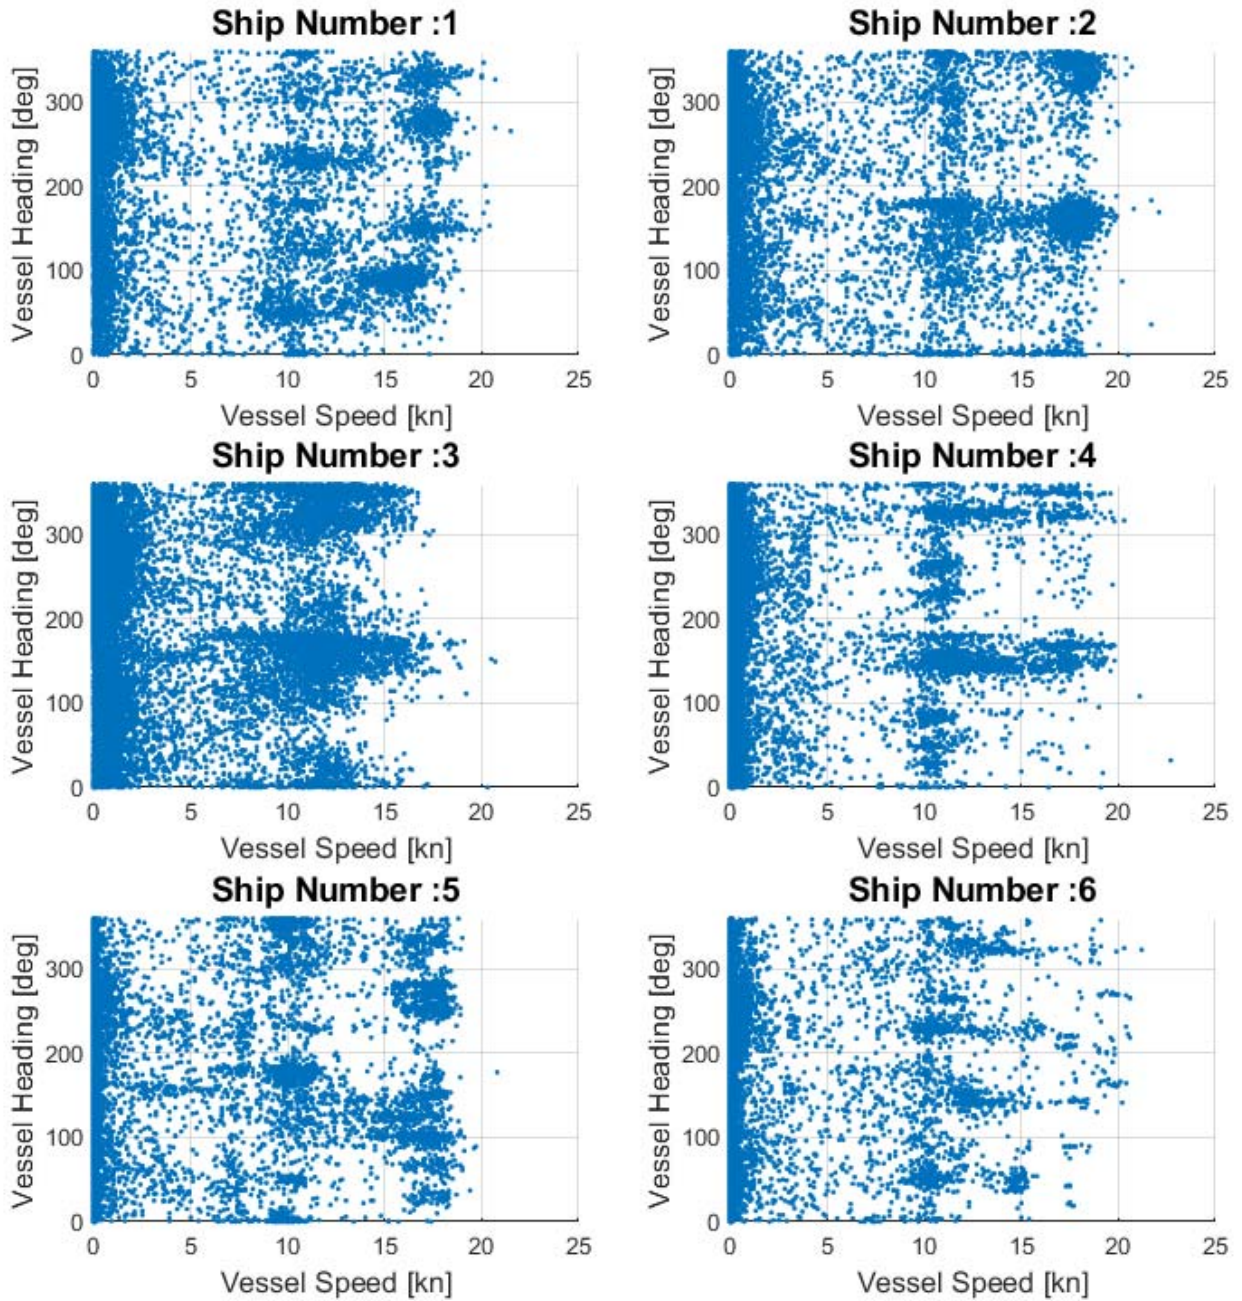 Ship Number :1
Vessel Heading [deg]
300
200
100
0
0 5 10 15 20 25
Vessel Speed [kn]
Ship Number :2
Vessel Heading [deg]
300
200
100
0
0 5 10 15 20 25
Vessel Speed [kn]
Ship Number :3
Vessel Heading [deg]
300
200
100
0
0 5 10 15 20 25
Vessel Speed [kn]
Ship Number :4
Vessel Heading [deg]
300
200
100
0
0 5 10 15 20 25
Vessel Speed [kn]
Ship Number :5
Vessel Heading [deg]
300
200
100
0
0 5 10 15 20 25
Vessel Speed [kn]
Ship Number :6
Vessel Heading [deg]
300
200
100
0
0 5 10 15 20 25
Vessel Speed [kn]